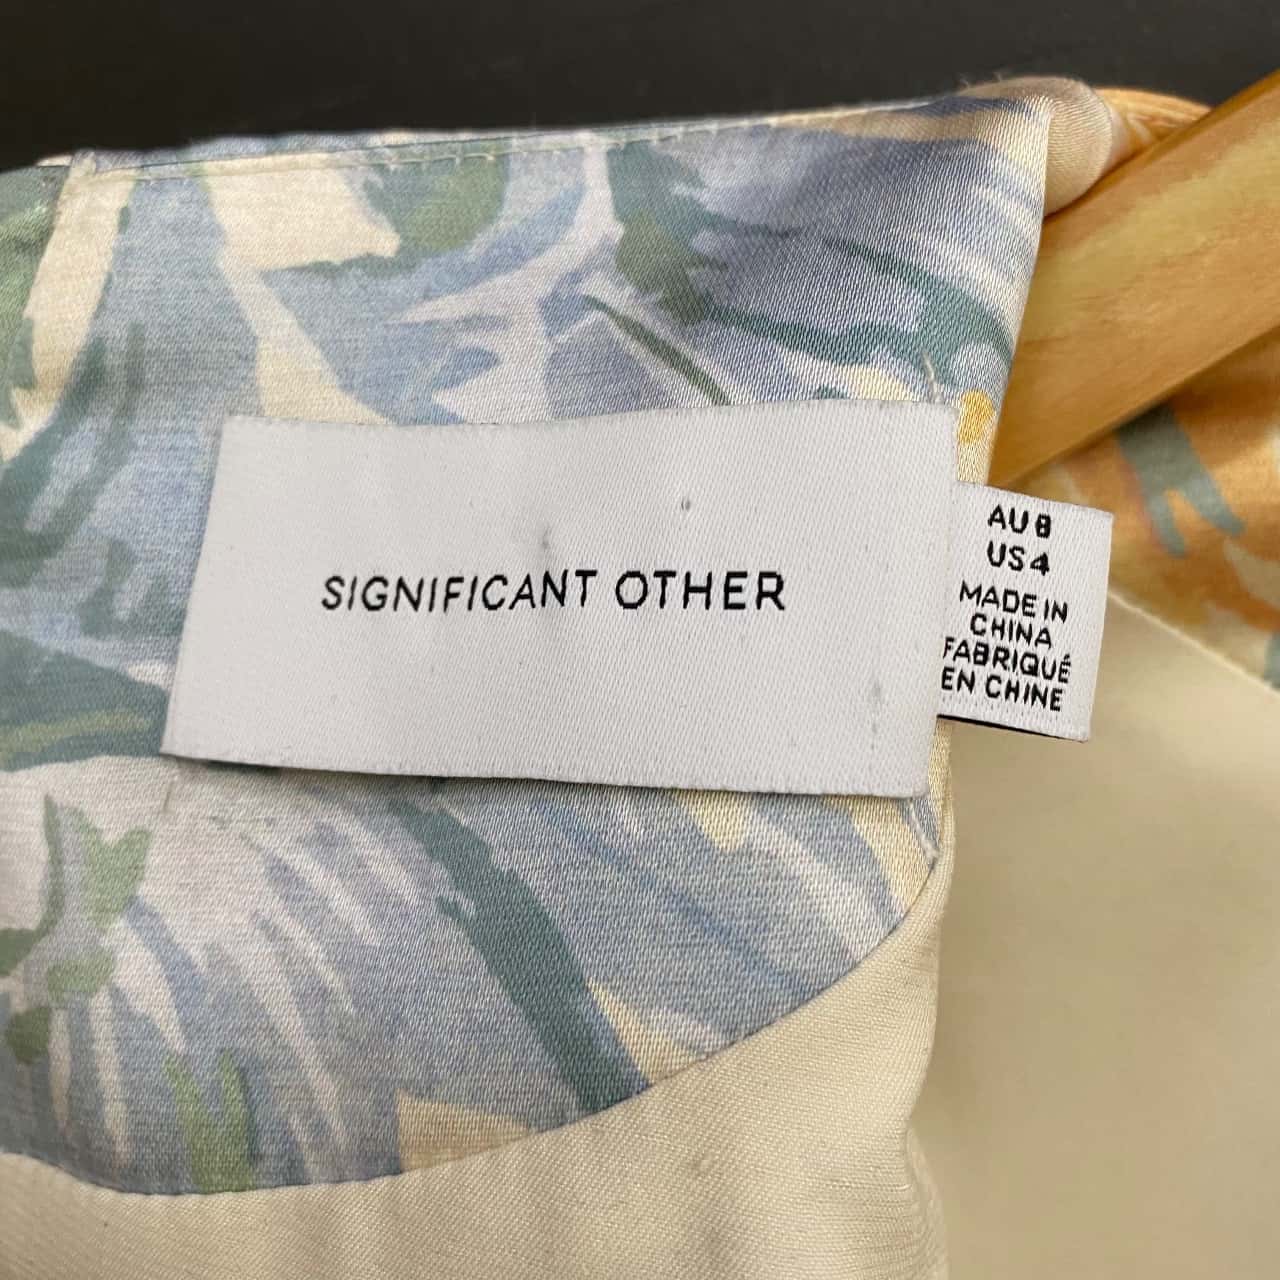 SIGNIFICANT OTHER
AU 8
US 4
MADE IN
CHINA
FABRIQUÉ
EN CHINE